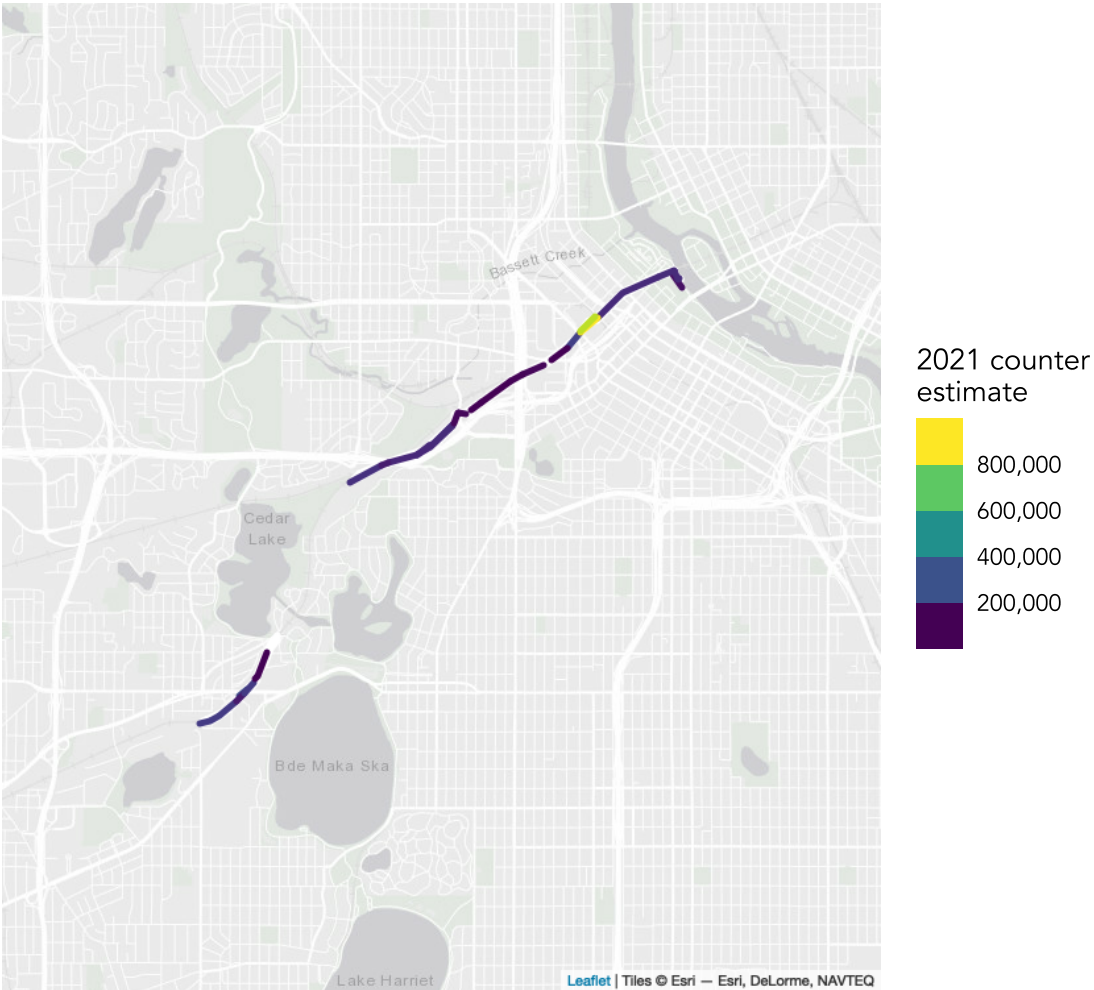 Bassett Creek
Cedar
Lake
Bde Maka Ska
Lake Harriet
Leaflet | Tiles © Esri — Esri, DeLorme, NAVTEQ
2021 counter
estimate
800,000
600,000
400,000
200,000